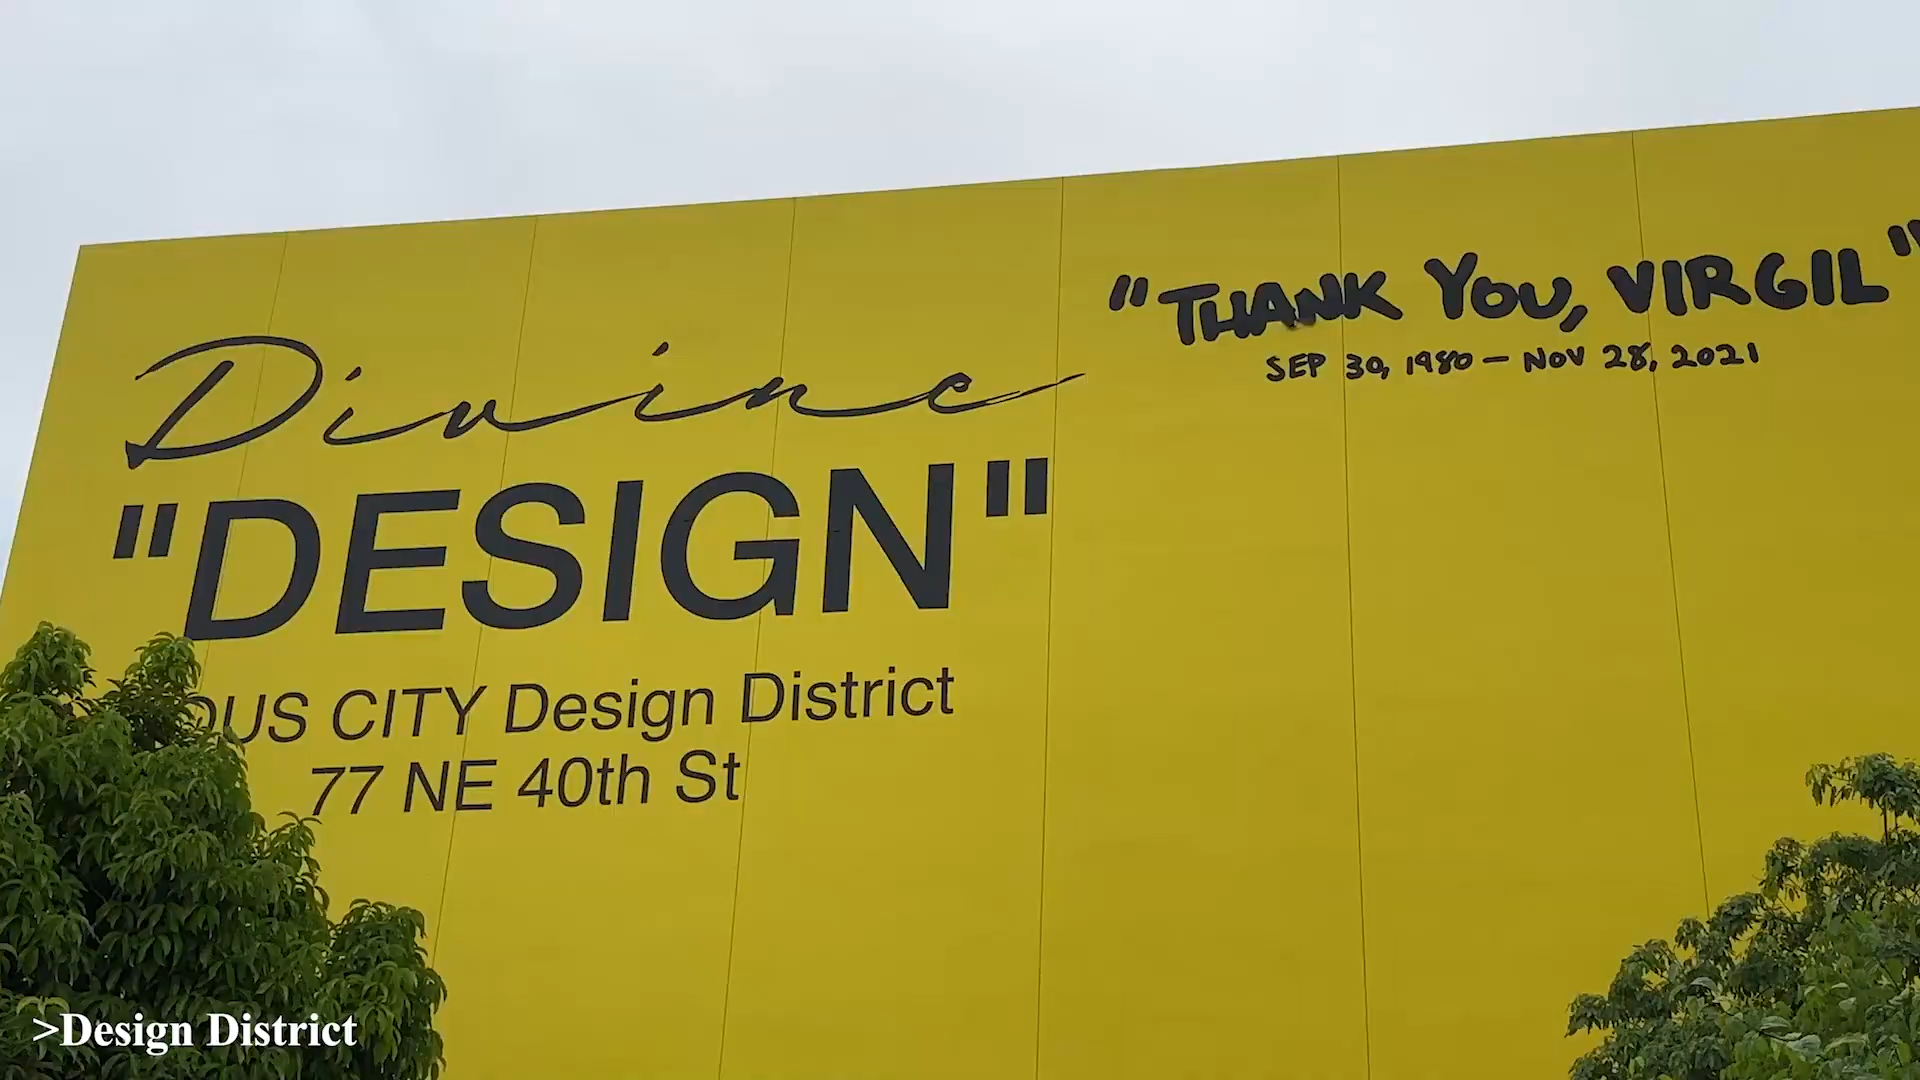 Divine
"DESIGN"
CITY Design District
77 NE 40th St
"THANK YOU, VIRGIL"
SEP 30, 1980 – NOV 28, 2021
>Design District